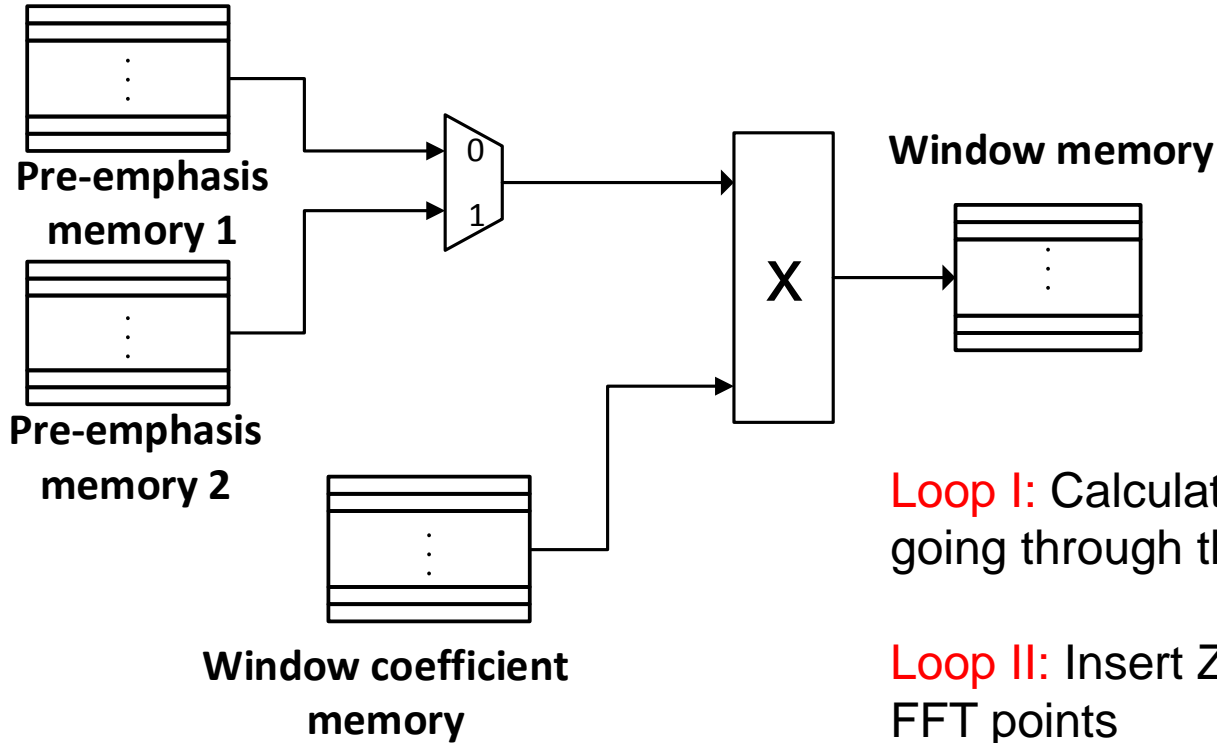 Pre-emphasis
memory 1
Pre-emphasis
memory 2
0
1
X
Window memory
Window coefficient
memory
Loop I: Calculat
going through t
Loop II: Insert
FFT points